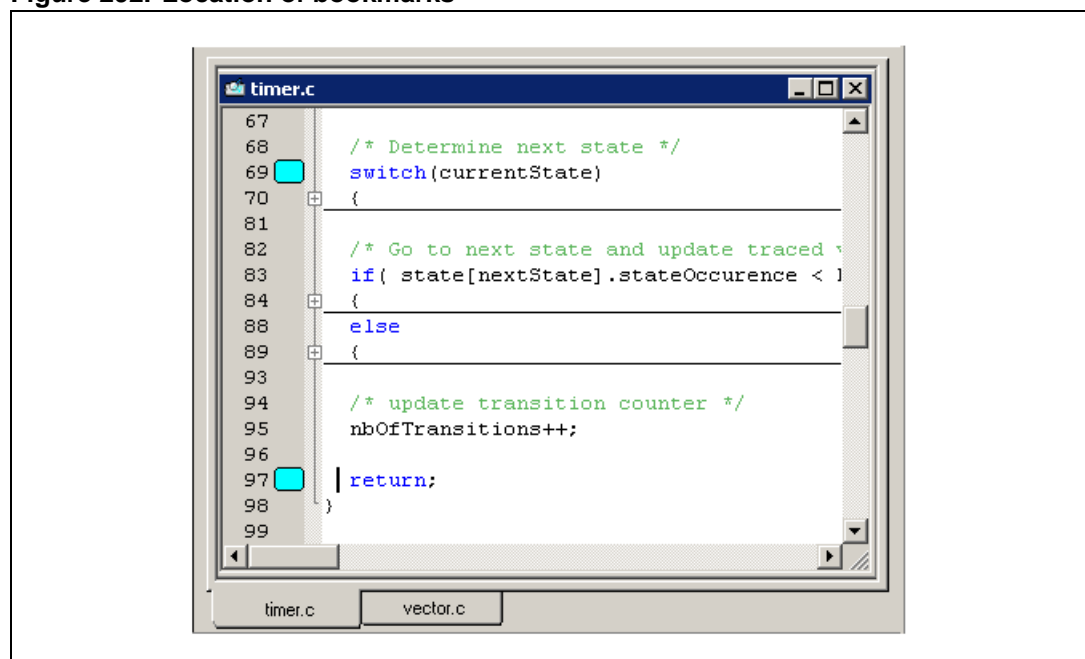 Figure 252. Location of bookmarks
timer.c
67
68 /* Determine next state */
69 switch(currentState)
70 {
81
82 /* Go to next state and update traced
83 if( state[nextState].stateOccurence <
84 {
88 else
89 {
93
94 /* update transition counter */
95 nbOfTransitions++;
96
97 return;
98 }
99
timer.c vector.c